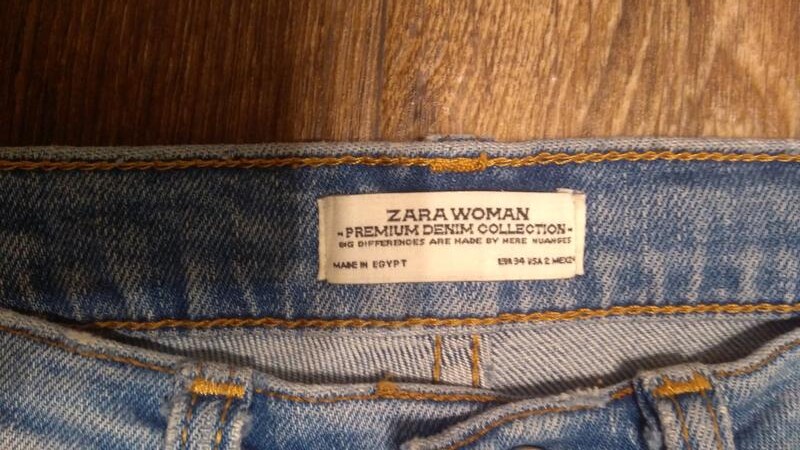 ZARA WOMAN
-PREMIUM DENIM COLLECTION-
BIG DIFFERENCES ARE MADE BY MERE NUANCES
MADE IN EGYPT EUR 34 USA 2 MEX 24